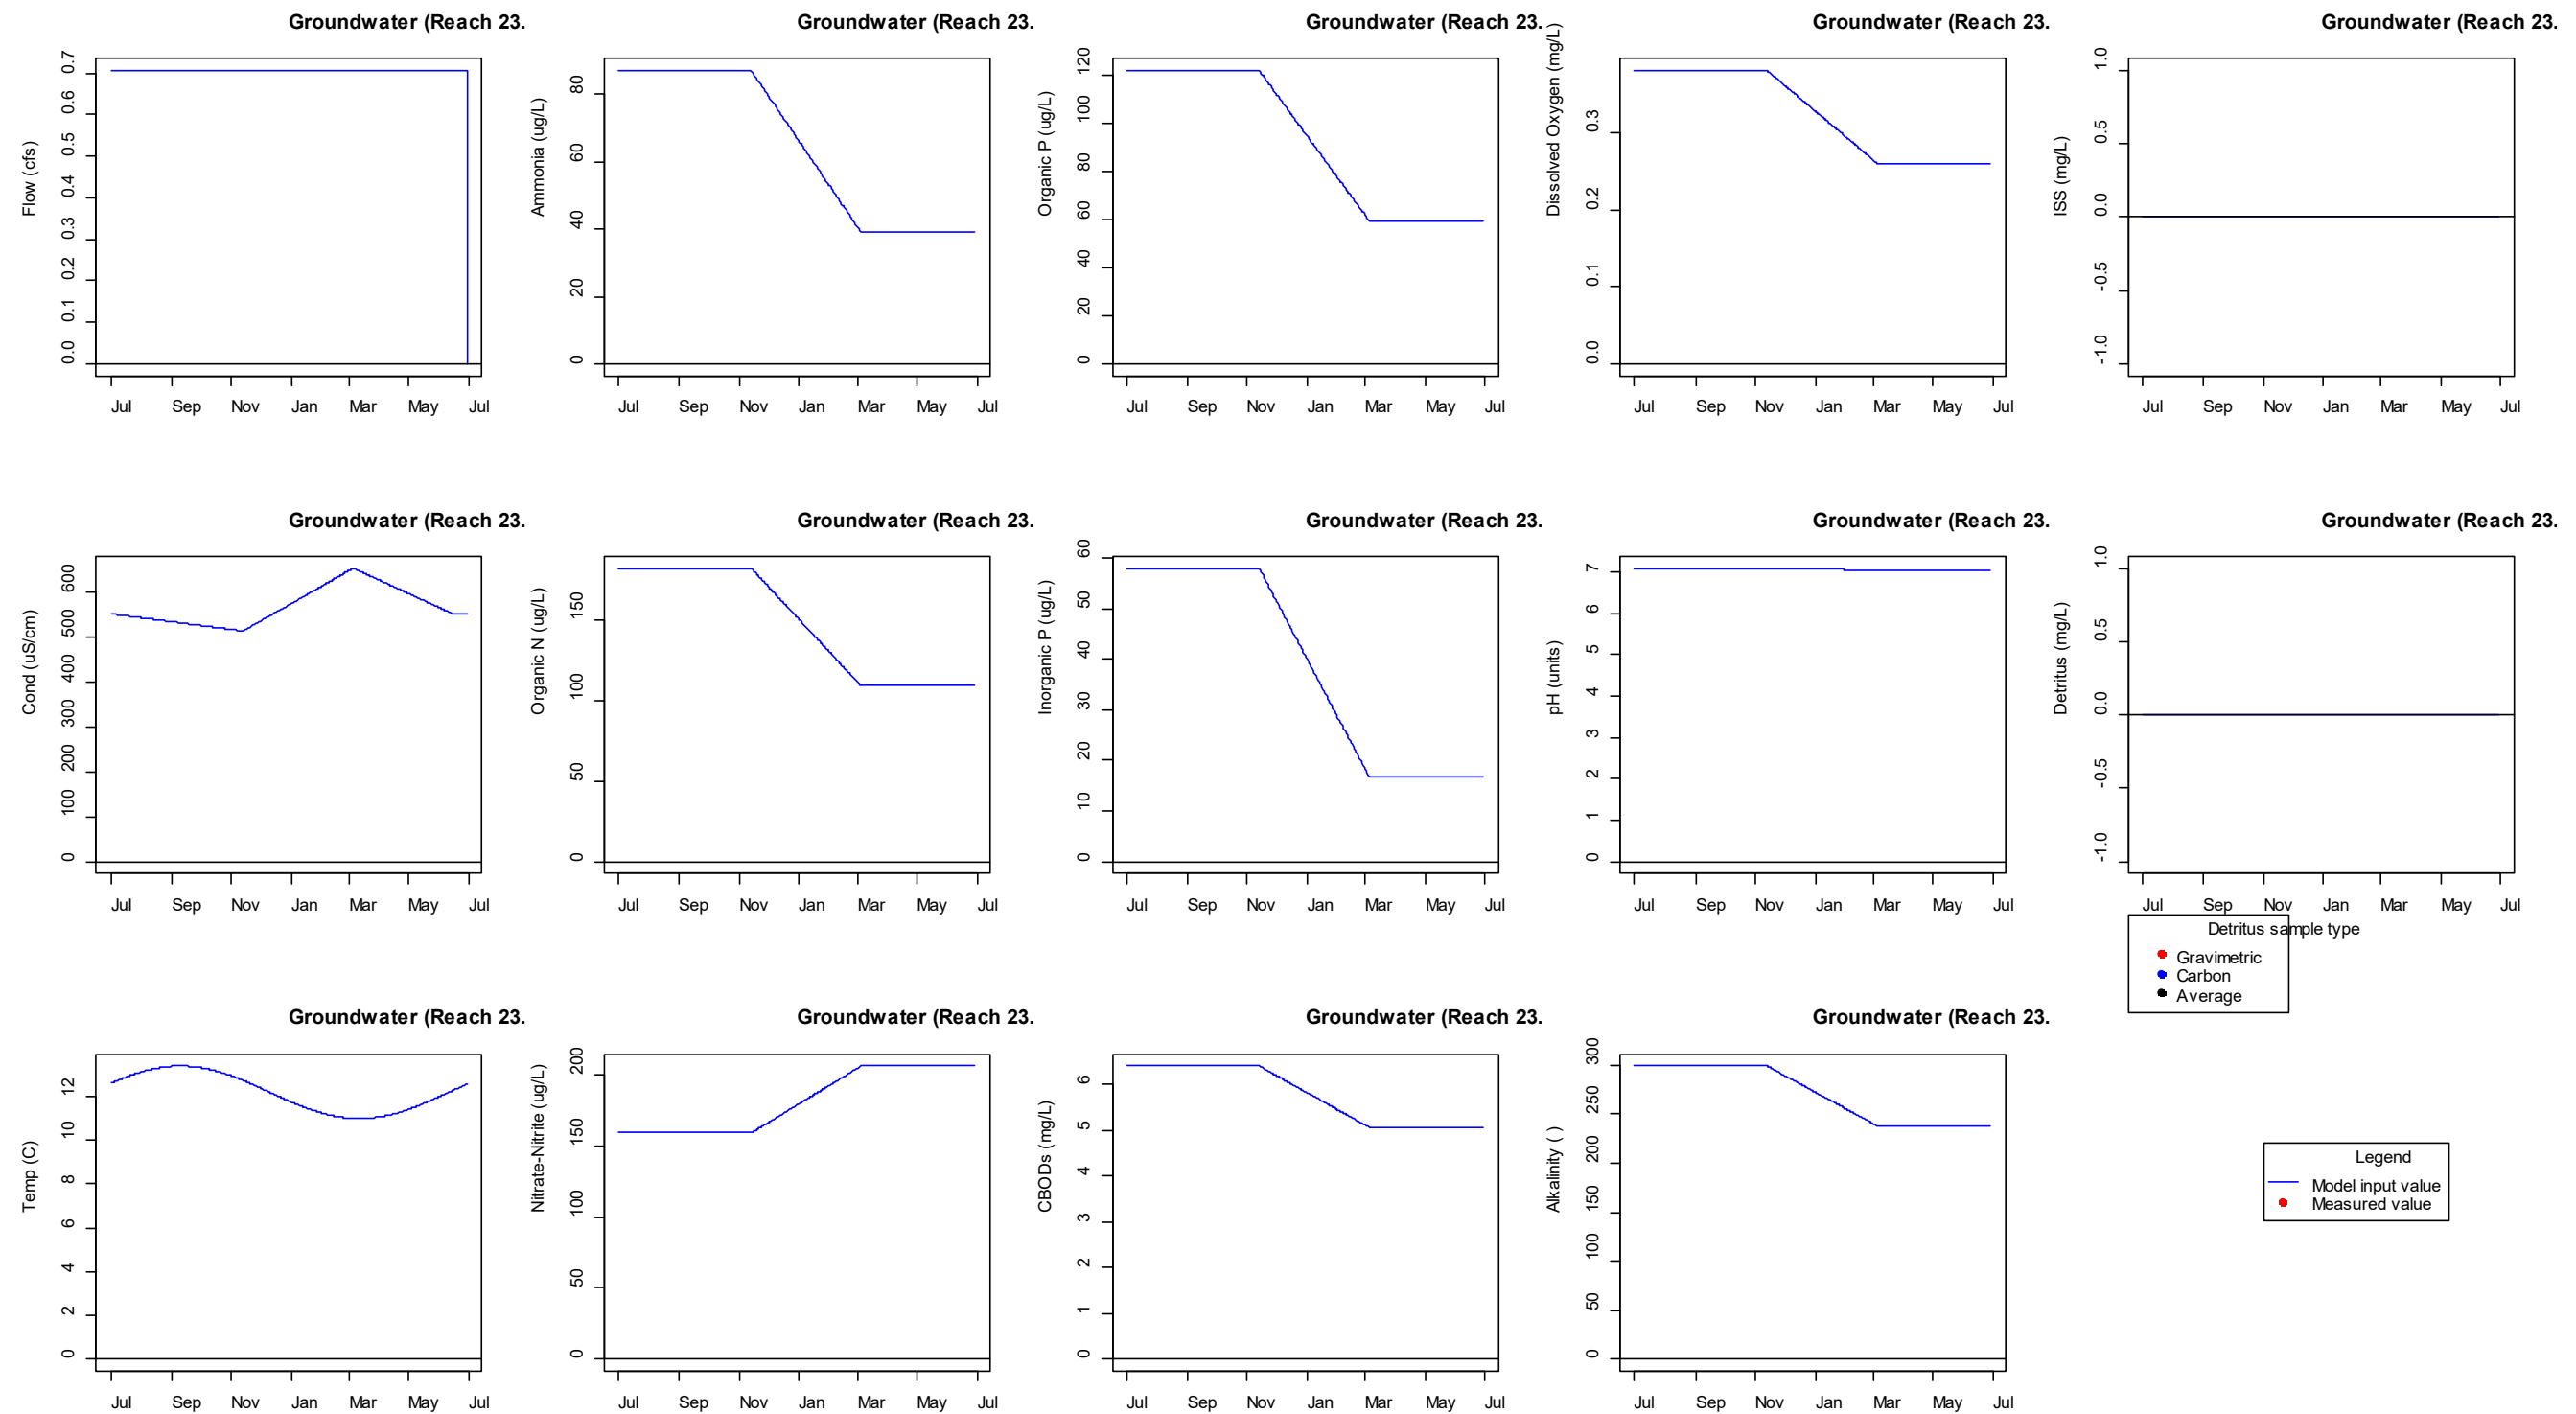 Groundwater (Reach 23.
Flow (cfs)
0.0 0.1 0.2 0.3 0.4 0.5 0.6 0.7
Jul Sep Nov Jan Mar May Jul
Groundwater (Reach 23.
Ammonia (ug/L)
0 20 40 60 80
Jul Sep Nov Jan Mar May Jul
Groundwater (Reach 23.
Organic P (ug/L)
0 20 40 60 80 100 120
Jul Sep Nov Jan Mar May Jul
Groundwater (Reach 23.
Dissolved Oxygen (mg/L)
0.0 0.1 0.2 0.3
Jul Sep Nov Jan Mar May Jul
Groundwater (Reach 23.
ISS (mg/L)
-1.0 -0.5 0.0 0.5 1.0
Jul Sep Nov Jan Mar May Jul
Groundwater (Reach 23.
Cond (uS/cm)
0 100 200 300 400 500 600
Jul Sep Nov Jan Mar May Jul
Groundwater (Reach 23.
Organic N (ug/L)
0 50 100 150
Jul Sep Nov Jan Mar May Jul
Groundwater (Reach 23.
Inorganic P (ug/L)
0 10 20 30 40 50 60
Jul Sep Nov Jan Mar May Jul
Groundwater (Reach 23.
pH (units)
0 1 2 3 4 5 6 7
Jul Sep Nov Jan Mar May Jul
Groundwater (Reach 23.
Detritus (mg/L)
-1.0 -0.5 0.0 0.5 1.0
Jul Sep Nov Jan Mar May Jul
Detritus sample type
Gravimetric
Carbon
Average
Groundwater (Reach 23.
Temp (C)
0 2 4 6 8 10 12
Jul Sep Nov Jan Mar May Jul
Groundwater (Reach 23.
Nitrate-Nitrite (ug/L)
0 50 100 150 200
Jul Sep Nov Jan Mar May Jul
Groundwater (Reach 23.
CBODs (mg/L)
0 1 2 3 4 5 6
Jul Sep Nov Jan Mar May Jul
Groundwater (Reach 23.
Alkalinity ( )
0 50 100 150 200 250 300
Jul Sep Nov Jan Mar May Jul
Legend
Model input value
Measured value